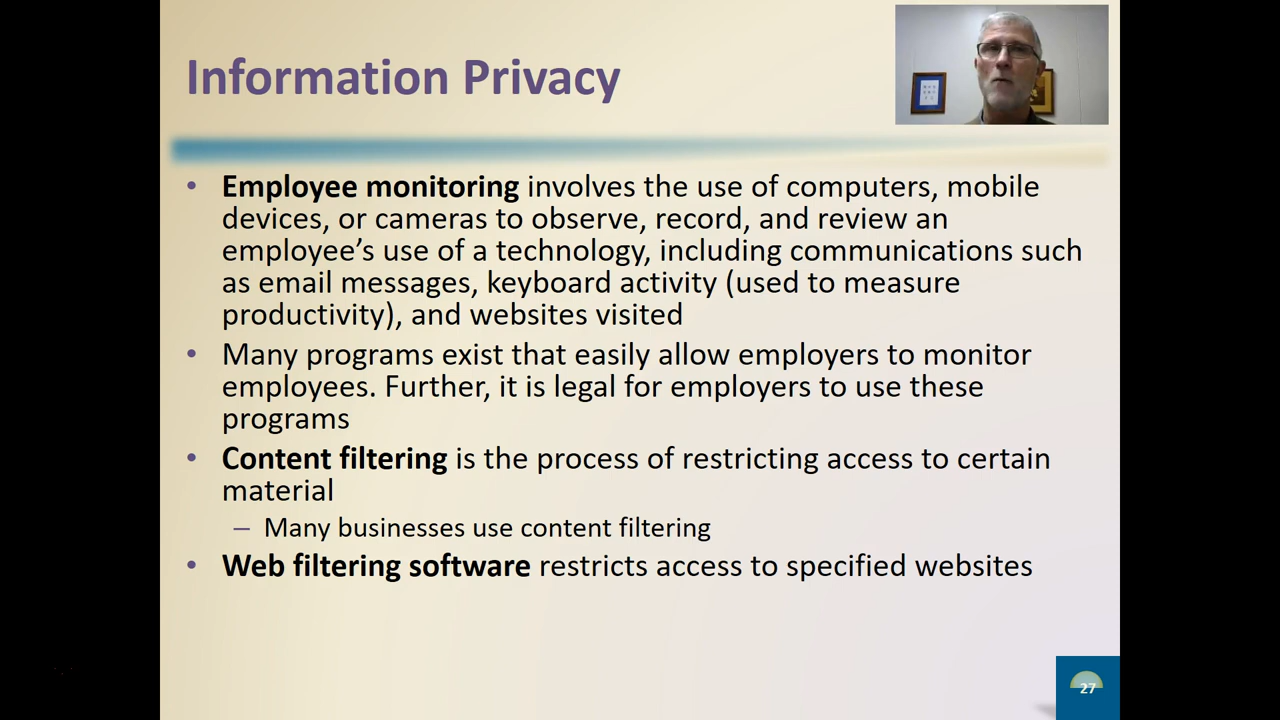 Information Privacy
• Employee monitoring involves the use of computers, mobile
devices, or cameras to observe, record, and review an
employee’s use of a technology, including communications such
as email messages, keyboard activity (used to measure
productivity), and websites visited
• Many programs exist that easily allow employers to monitor
employees. Further, it is legal for employers to use these
programs
• Content filtering is the process of restricting access to certain
material
– Many businesses use content filtering
• Web filtering software restricts access to specified websites
27